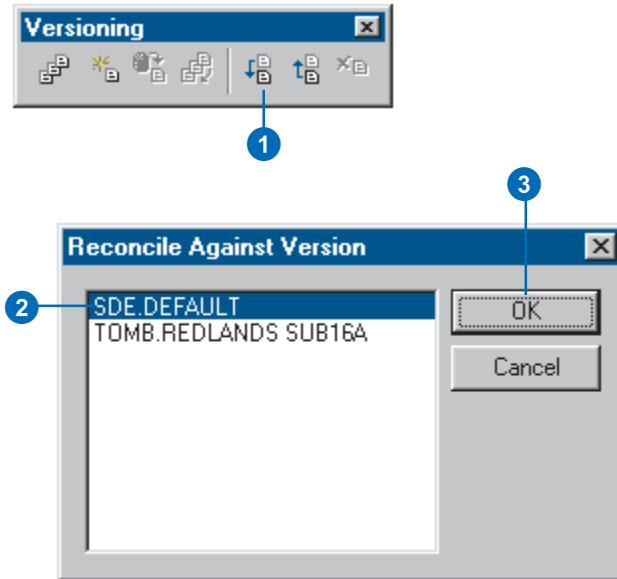 Versioning
1
3
Reconcile Against Version
2
SDE.DEFAULT
TOMB.REDLANDS SUB16A
OK
Cancel